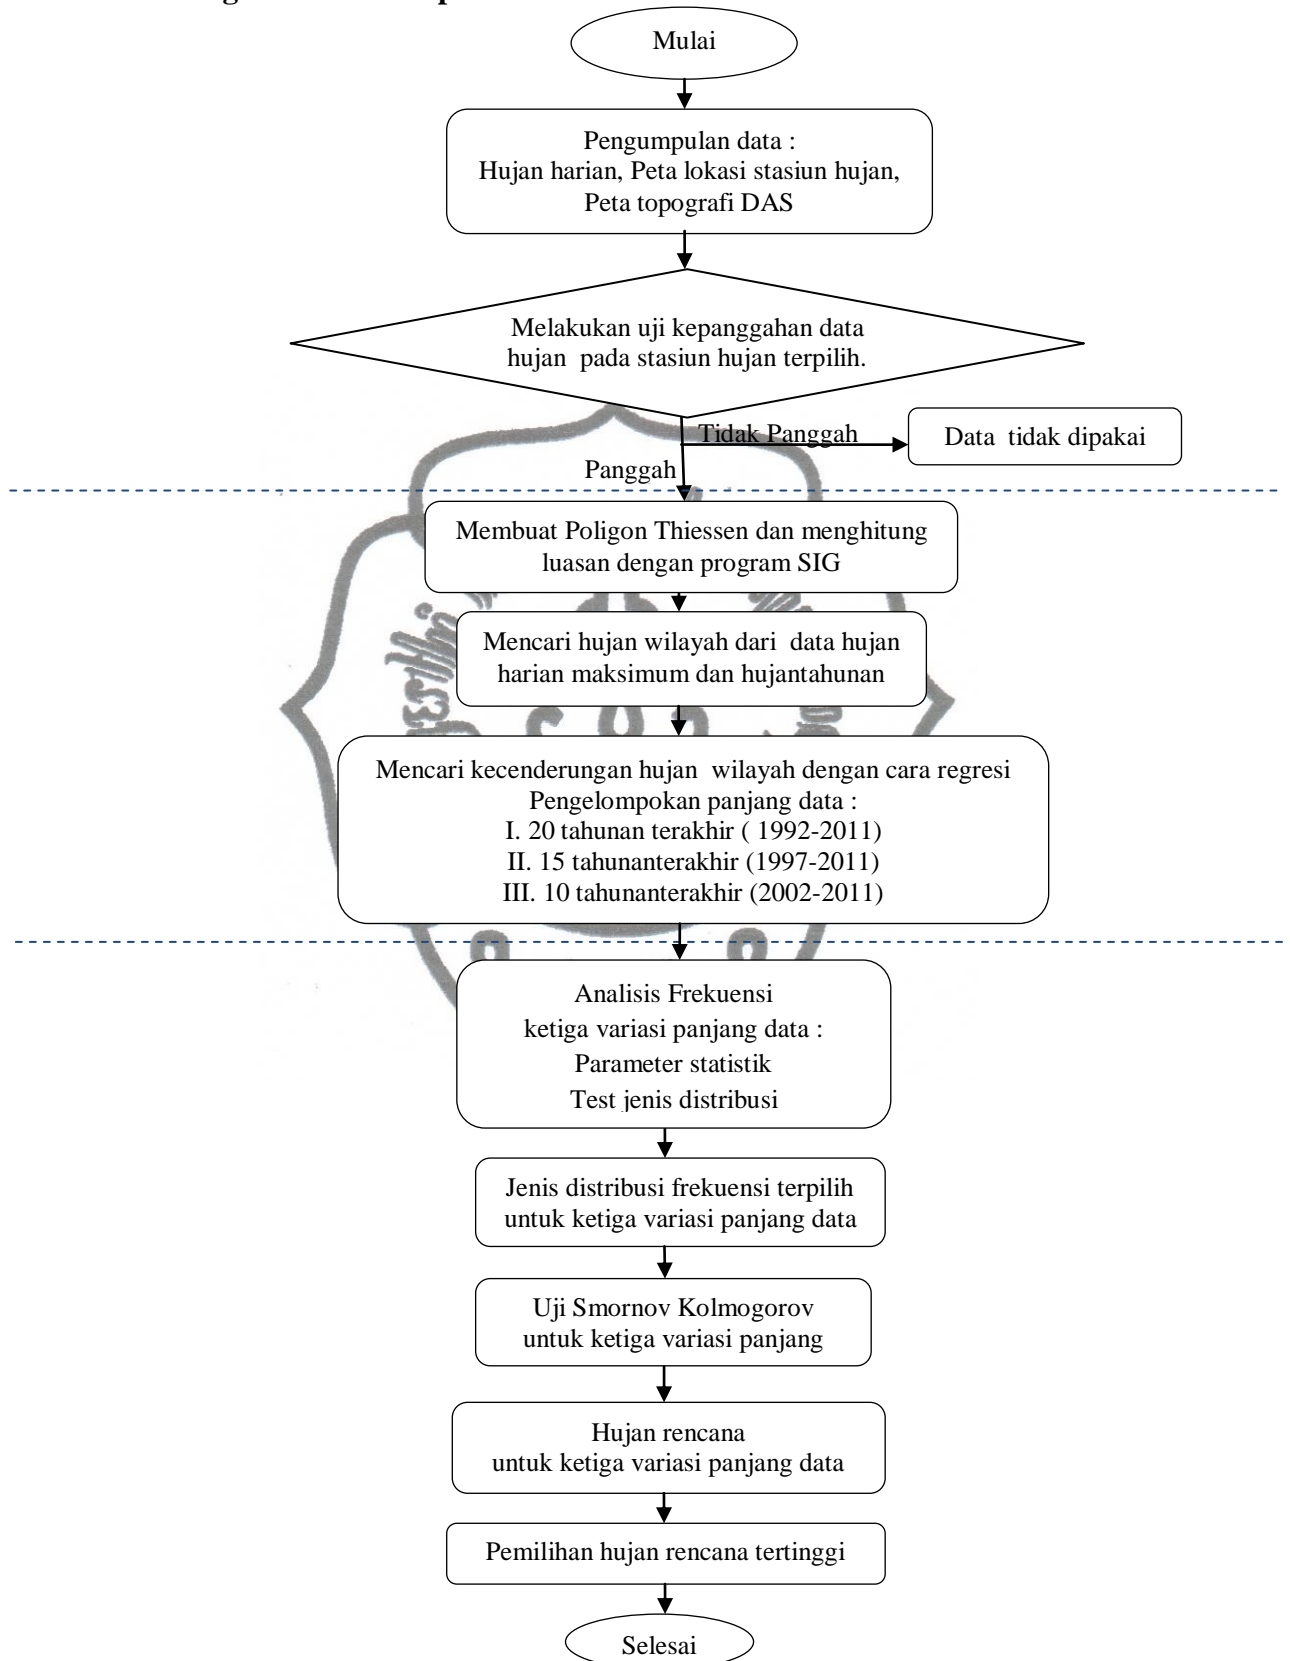 Mulai
Pengumpulan data :
Hujan harian, Peta lokasi stasiun hujan,
Peta topografi DAS
Melakukan uji kepanggahan data
hujan pada stasiun hujan terpilih.
Tidak Panggah
Data tidak dipakai
Panggah
Membuat Poligon Thiessen dan menghitung
luasan dengan program SIG
Mencari hujan wilayah dari data hujan
harian maksimum dan hujantahunan
Mencari kecenderungan hujan wilayah dengan cara regresi
Pengelompokan panjang data :
I. 20 tahunan terakhir ( 1992-2011)
II. 15 tahunanterakhir (1997-2011)
III. 10 tahunanterakhir (2002-2011)
Analisis Frekuensi
ketiga variasi panjang data :
Parameter statistik
Test jenis distribusi
Jenis distribusi frekuensi terpilih
untuk ketiga variasi panjang data
Uji Smornov Kolmogorov
untuk ketiga variasi panjang
Hujan rencana
untuk ketiga variasi panjang data
Pemilihan hujan rencana tertinggi
Selesai